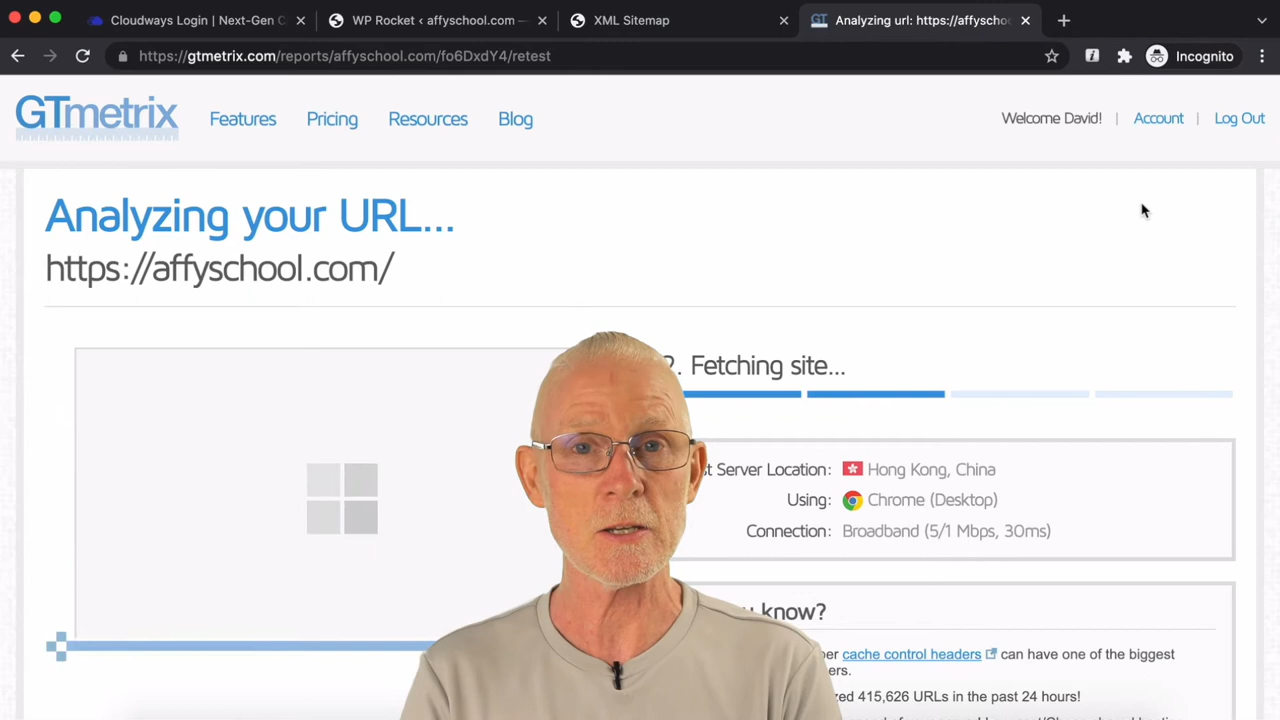 Cloudways Login | Next-Gen C
WP Rocket ‹ affyschool.com —
XML Sitemap
Analyzing url: https://affyschoo
https://gtmetrix.com/reports/affyschool.com/fo6DxdY4/retest
Incognito
GTmetrix
Features
Pricing
Resources
Blog
Welcome David!
|
Account
|
Log Out
Analyzing your URL...
https://affyschool.com/
2. Fetching site...
Server Location: Hong Kong, China
Using: Chrome (Desktop)
Connection: Broadband (5/1 Mbps, 30ms)
know?
cache control headers can have one of the biggest
415,626 URLs in the past 24 hours!